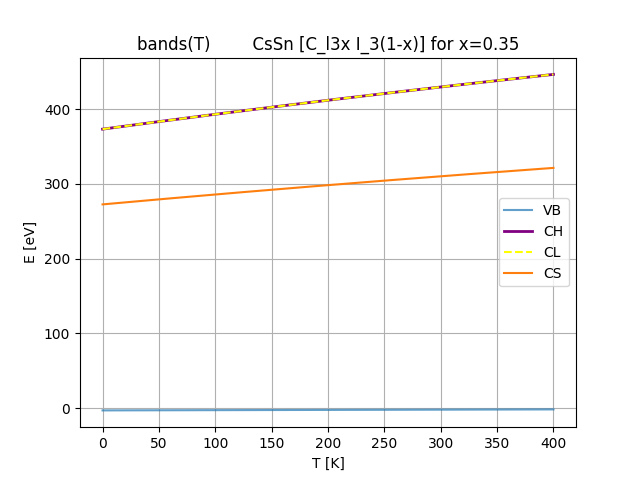 bands(T) CsSn [C_l3x I_3(1-x)] for x=0.35
E [eV]
400
300
200
100
0
VB
CH
CL
CS
0 50 100 150 200 250 300 350 400
T [K]